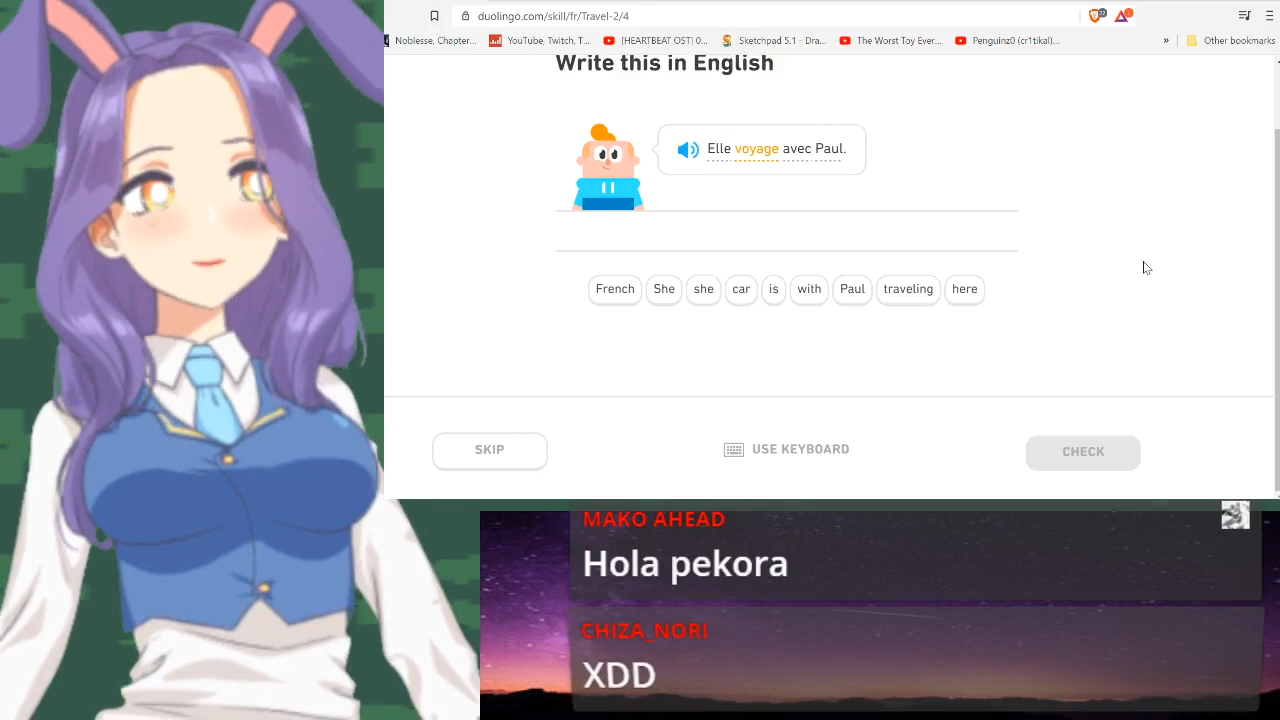 duolingo.com/skill/fr/Travel-2/4
22
Noblesse, Chapter...
YouTube, Twitch, T...
[HEARTBEAT OST] 0...
Sketchpad 5.1 - Dra...
The Worst Toy Ever...
Penguinz0 (cr1tikal)...
»
Other bookmarks
Write this in English
Elle voyage avec Paul.
French She she car is with Paul traveling here
SKIP
USE KEYBOARD
CHECK
MAKO AHEAD
Hola pekora
CHIZA_NORI
XDD